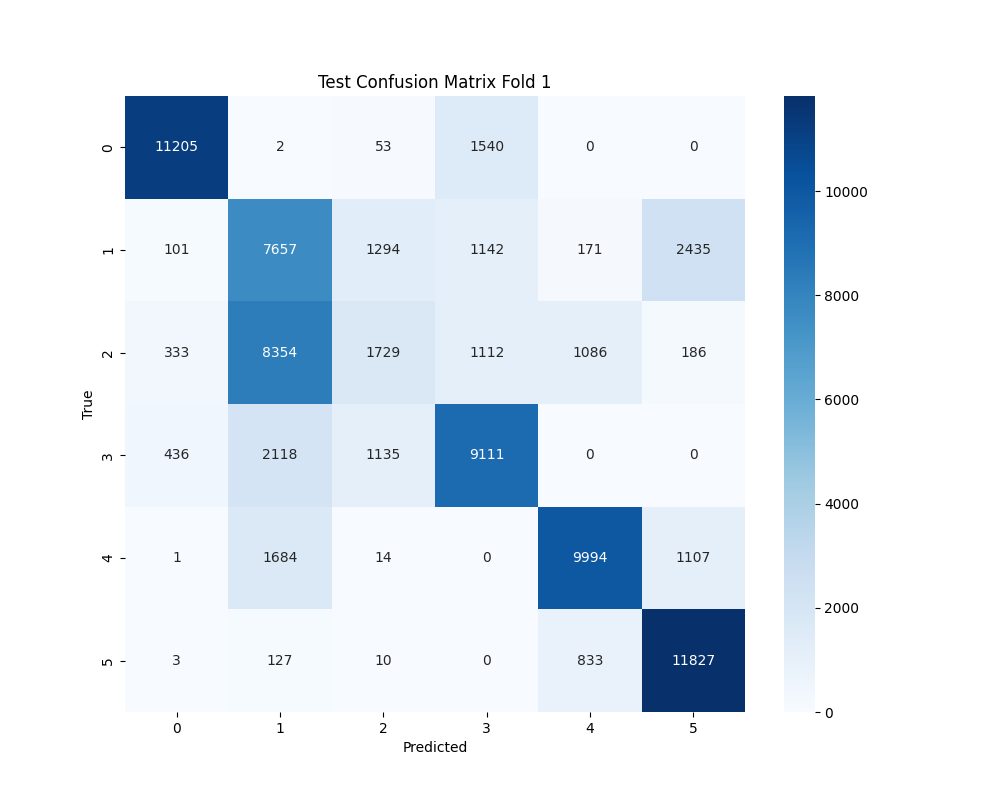 Test Confusion Matrix Fold 1
0 11205 2 53 1540 0 0
1 101 7657 1294 1142 171 2435
2 333 8354 1729 1112 1086 186
3 436 2118 1135 9111 0 0
4 1 1684 14 0 9994 1107
5 3 127 10 0 833 11827
0 1 2 3 4 5
Predicted
True
10000
8000
6000
4000
2000
0